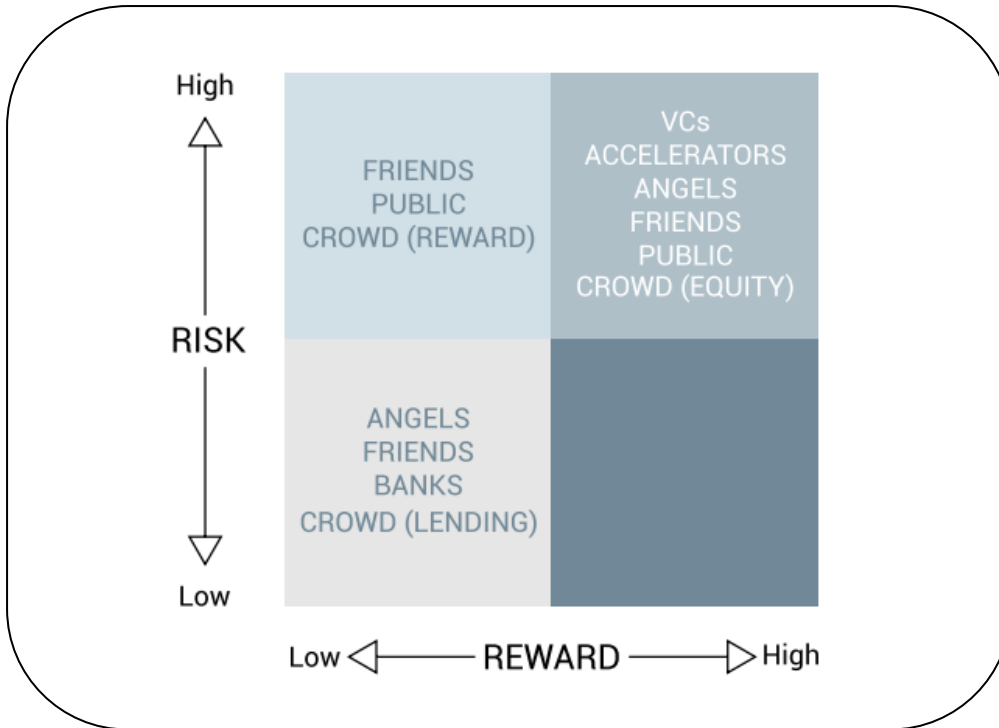 High
FRIENDS
PUBLIC
CROWD (REWARD)
VCs
ACCELERATORS
ANGELS
FRIENDS
PUBLIC
CROWD (EQUITY)
RISK
ANGELS
FRIENDS
BANKS
CROWD (LENDING)
Low
Low
REWARD
High